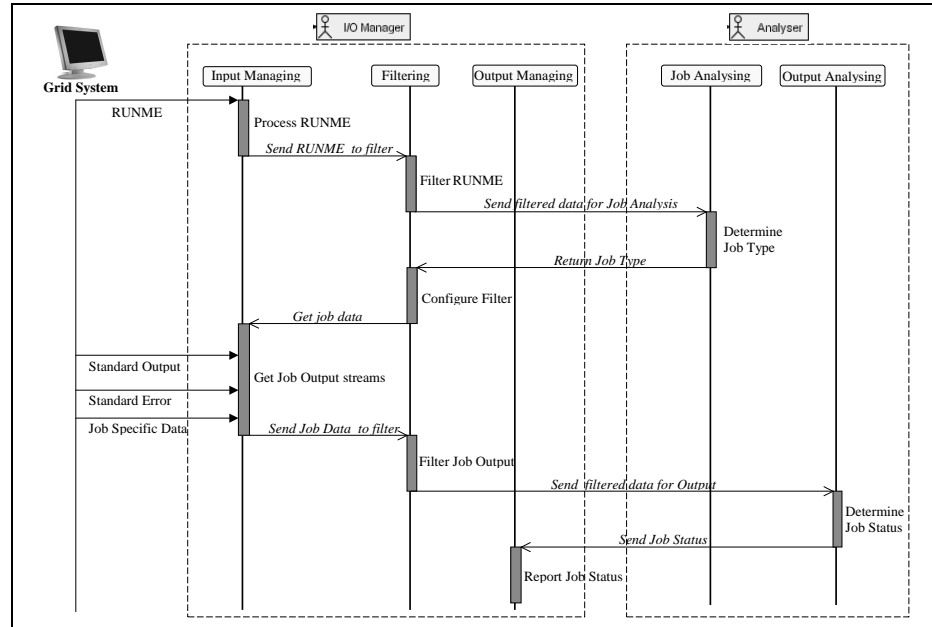 I/O Manager
Analyser
Grid System
Input Managing
Filtering
Output Managing
Job Analysing
Output Analysing
RUNME
Process RUNME
Send RUNME to filter
Filter RUNME
Send filtered data for Job Analysis
Determine
Job Type
Return Job Type
Configure Filter
Get job data
Standard Output
Get Job Output streams
Standard Error
Job Specific Data
Send Job Data to filter
Filter Job Output
Send filtered data for Output
Determine
Job Status
Send Job Status
Report Job Status